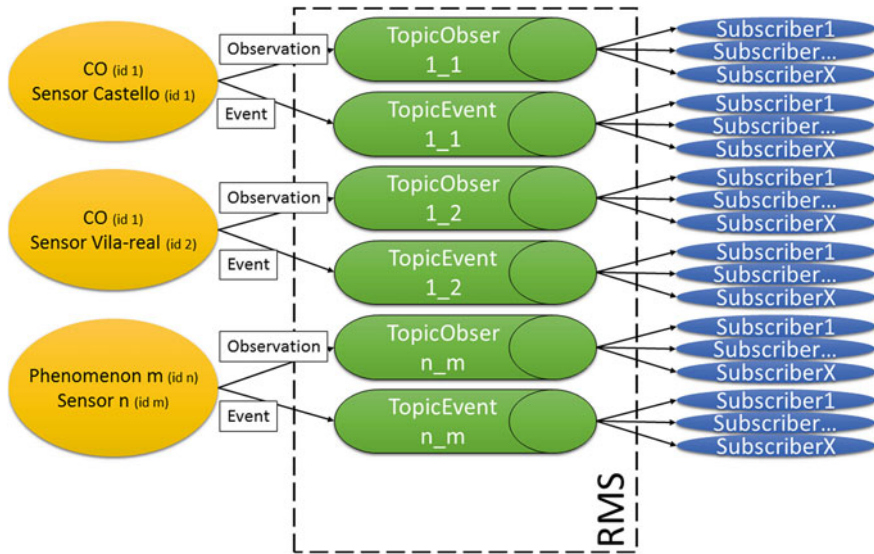 Observation
CO (id 1)
Sensor Castello (id 1)
Event
TopicObser
1_1
Subscriber1
Subscriber...
SubscriberX
TopicEvent
1_1
Subscriber1
Subscriber...
SubscriberX
Observation
CO (id 1)
Sensor Vila-real (id 2)
Event
TopicObser
1_2
Subscriber1
Subscriber...
SubscriberX
TopicEvent
1_2
Subscriber1
Subscriber...
SubscriberX
Observation
Phenomenon m (id n)
Sensor n (id m)
Event
TopicObser
n_m
Subscriber1
Subscriber...
SubscriberX
TopicEvent
n_m
Subscriber1
Subscriber...
SubscriberX
RMS